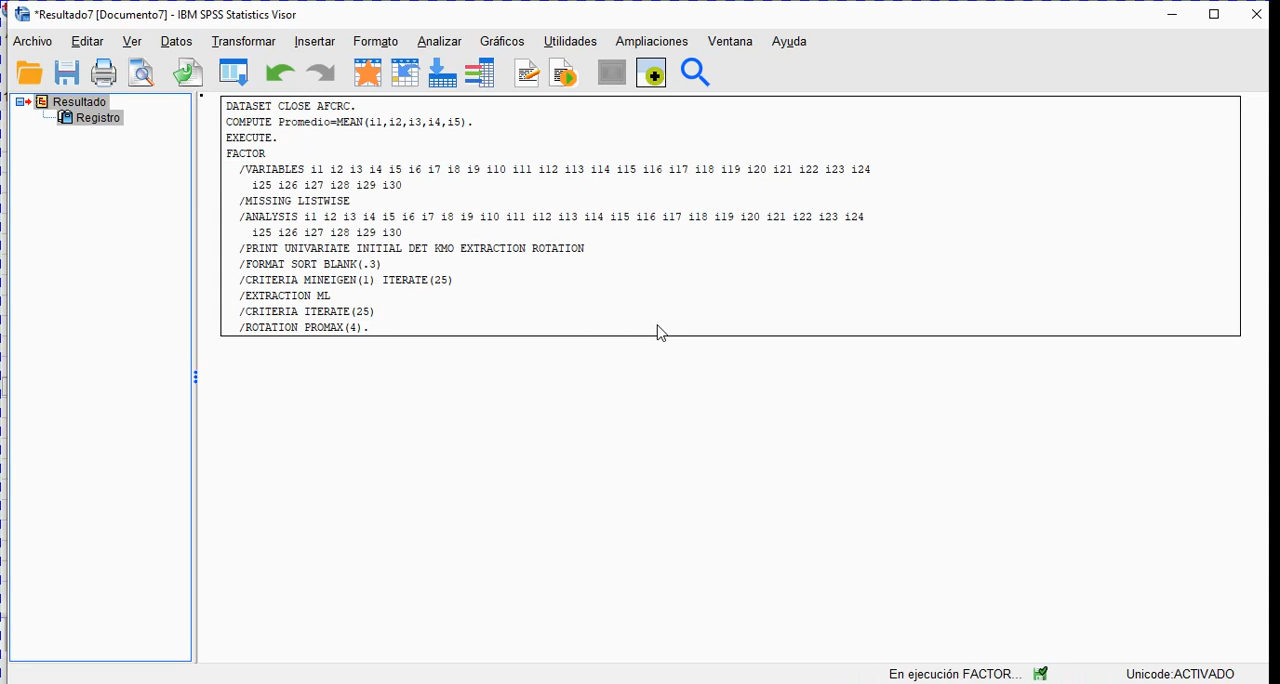 *Resultado7 [Documento7] - IBM SPSS Statistics Visor
Archivo Editar Ver Datos Transformar Insertar Formato Analizar Gráficos Utilidades Ampliaciones Ventana Ayuda
Resultado
Registro
DATASET CLOSE AFCRC.
COMPUTE Promedio=MEAN(i1,i2,i3,i4,i5).
EXECUTE.
FACTOR
/VARIABLES i1 i2 i3 i4 i5 i6 i7 i8 i9 i10 i11 i12 i13 i14 i15 i16 i17 i18 i19 i20 i21 i22 i23 i24
i25 i26 i27 i28 i29 i30
/MISSING LISTWISE
/ANALYSIS i1 i2 i3 i4 i5 i6 i7 i8 i9 i10 i11 i12 i13 i14 i15 i16 i17 i18 i19 i20 i21 i22 i23 i24
i25 i26 i27 i28 i29 i30
/PRINT UNIVARIATE INITIAL DET KMO EXTRACTION ROTATION
/FORMAT SORT BLANK(.3)
/CRITERIA MINEIGEN(1) ITERATE(25)
/EXTRACTION ML
/CRITERIA ITERATE(25)
/ROTATION PROMAX(4).
En ejecución FACTOR... Unicode:ACTIVADO